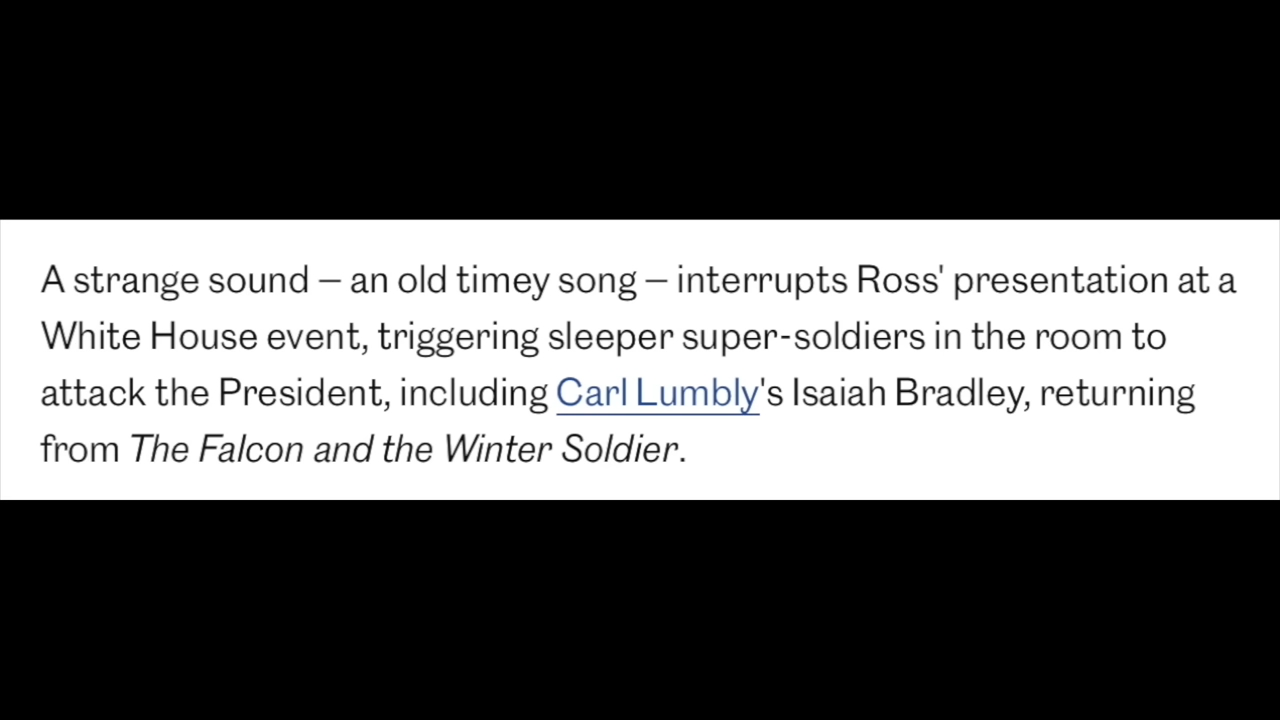 A strange sound – an old timey song – interrupts Ross' presentation at a
White House event, triggering sleeper super-soldiers in the room to
attack the President, including Carl Lumbly's Isaiah Bradley, returning
from The Falcon and the Winter Soldier.